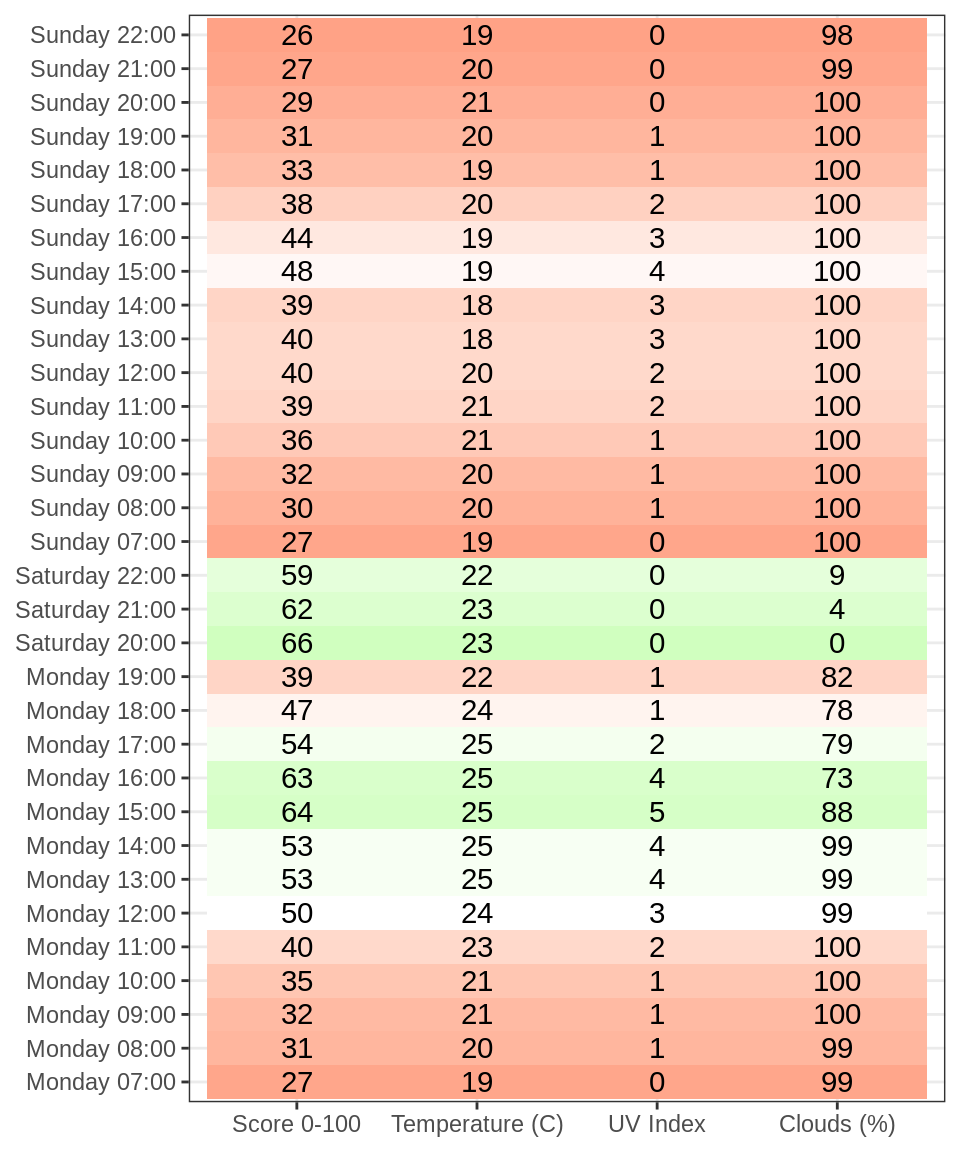 Sunday 22:00 26 19 0 98
Sunday 21:00 27 20 0 99
Sunday 20:00 29 21 0 100
Sunday 19:00 31 20 1 100
Sunday 18:00 33 19 1 100
Sunday 17:00 38 20 2 100
Sunday 16:00 44 19 3 100
Sunday 15:00 48 19 4 100
Sunday 14:00 39 18 3 100
Sunday 13:00 40 18 3 100
Sunday 12:00 40 20 2 100
Sunday 11:00 39 21 2 100
Sunday 10:00 36 21 1 100
Sunday 09:00 32 20 1 100
Sunday 08:00 30 20 1 100
Sunday 07:00 27 19 0 100
Saturday 22:00 59 22 0 9
Saturday 21:00 62 23 0 4
Saturday 20:00 66 23 0 0
Monday 19:00 39 22 1 82
Monday 18:00 47 24 1 78
Monday 17:00 54 25 2 79
Monday 16:00 63 25 4 73
Monday 15:00 64 25 5 88
Monday 14:00 53 25 4 99
Monday 13:00 53 25 4 99
Monday 12:00 50 24 3 99
Monday 11:00 40 23 2 100
Monday 10:00 35 21 1 100
Monday 09:00 32 21 1 100
Monday 08:00 31 20 1 99
Monday 07:00 27 19 0 99
Score 0-100 Temperature (C) UV Index Clouds (%)